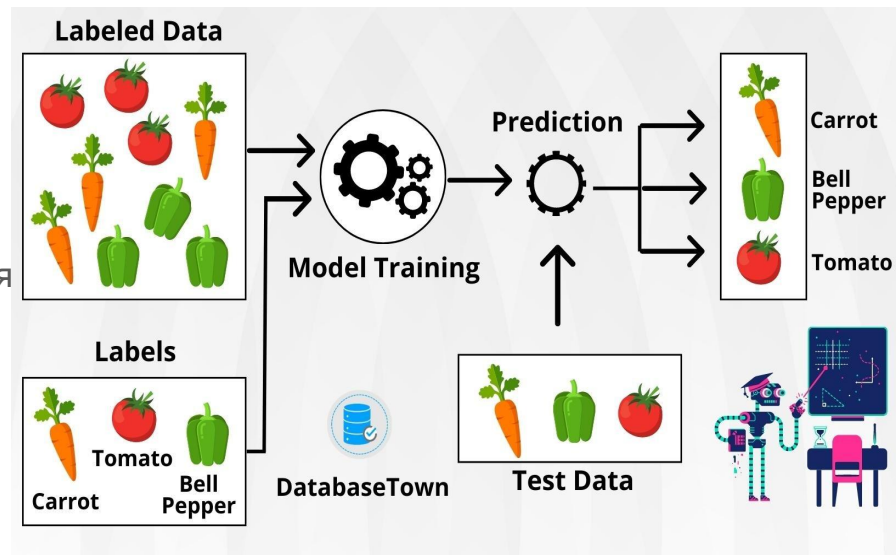 Labeled Data
Prediction
Carrot
Bell
Pepper
Tomato
Model Training
я
Labels
Carrot
Tomato
Bell
Pepper
DatabaseTown
Test Data